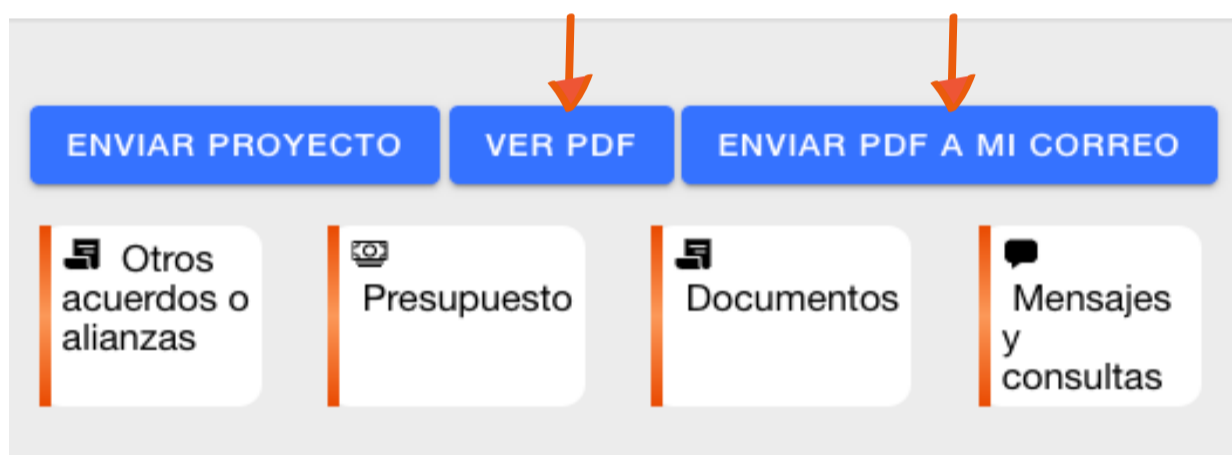 ENVIAR PROYECTO
VER PDF
ENVIAR PDF A MI CORREO
Otros
acuerdos o
alianzas
Presupuesto
Documentos
Mensajes
y
consultas